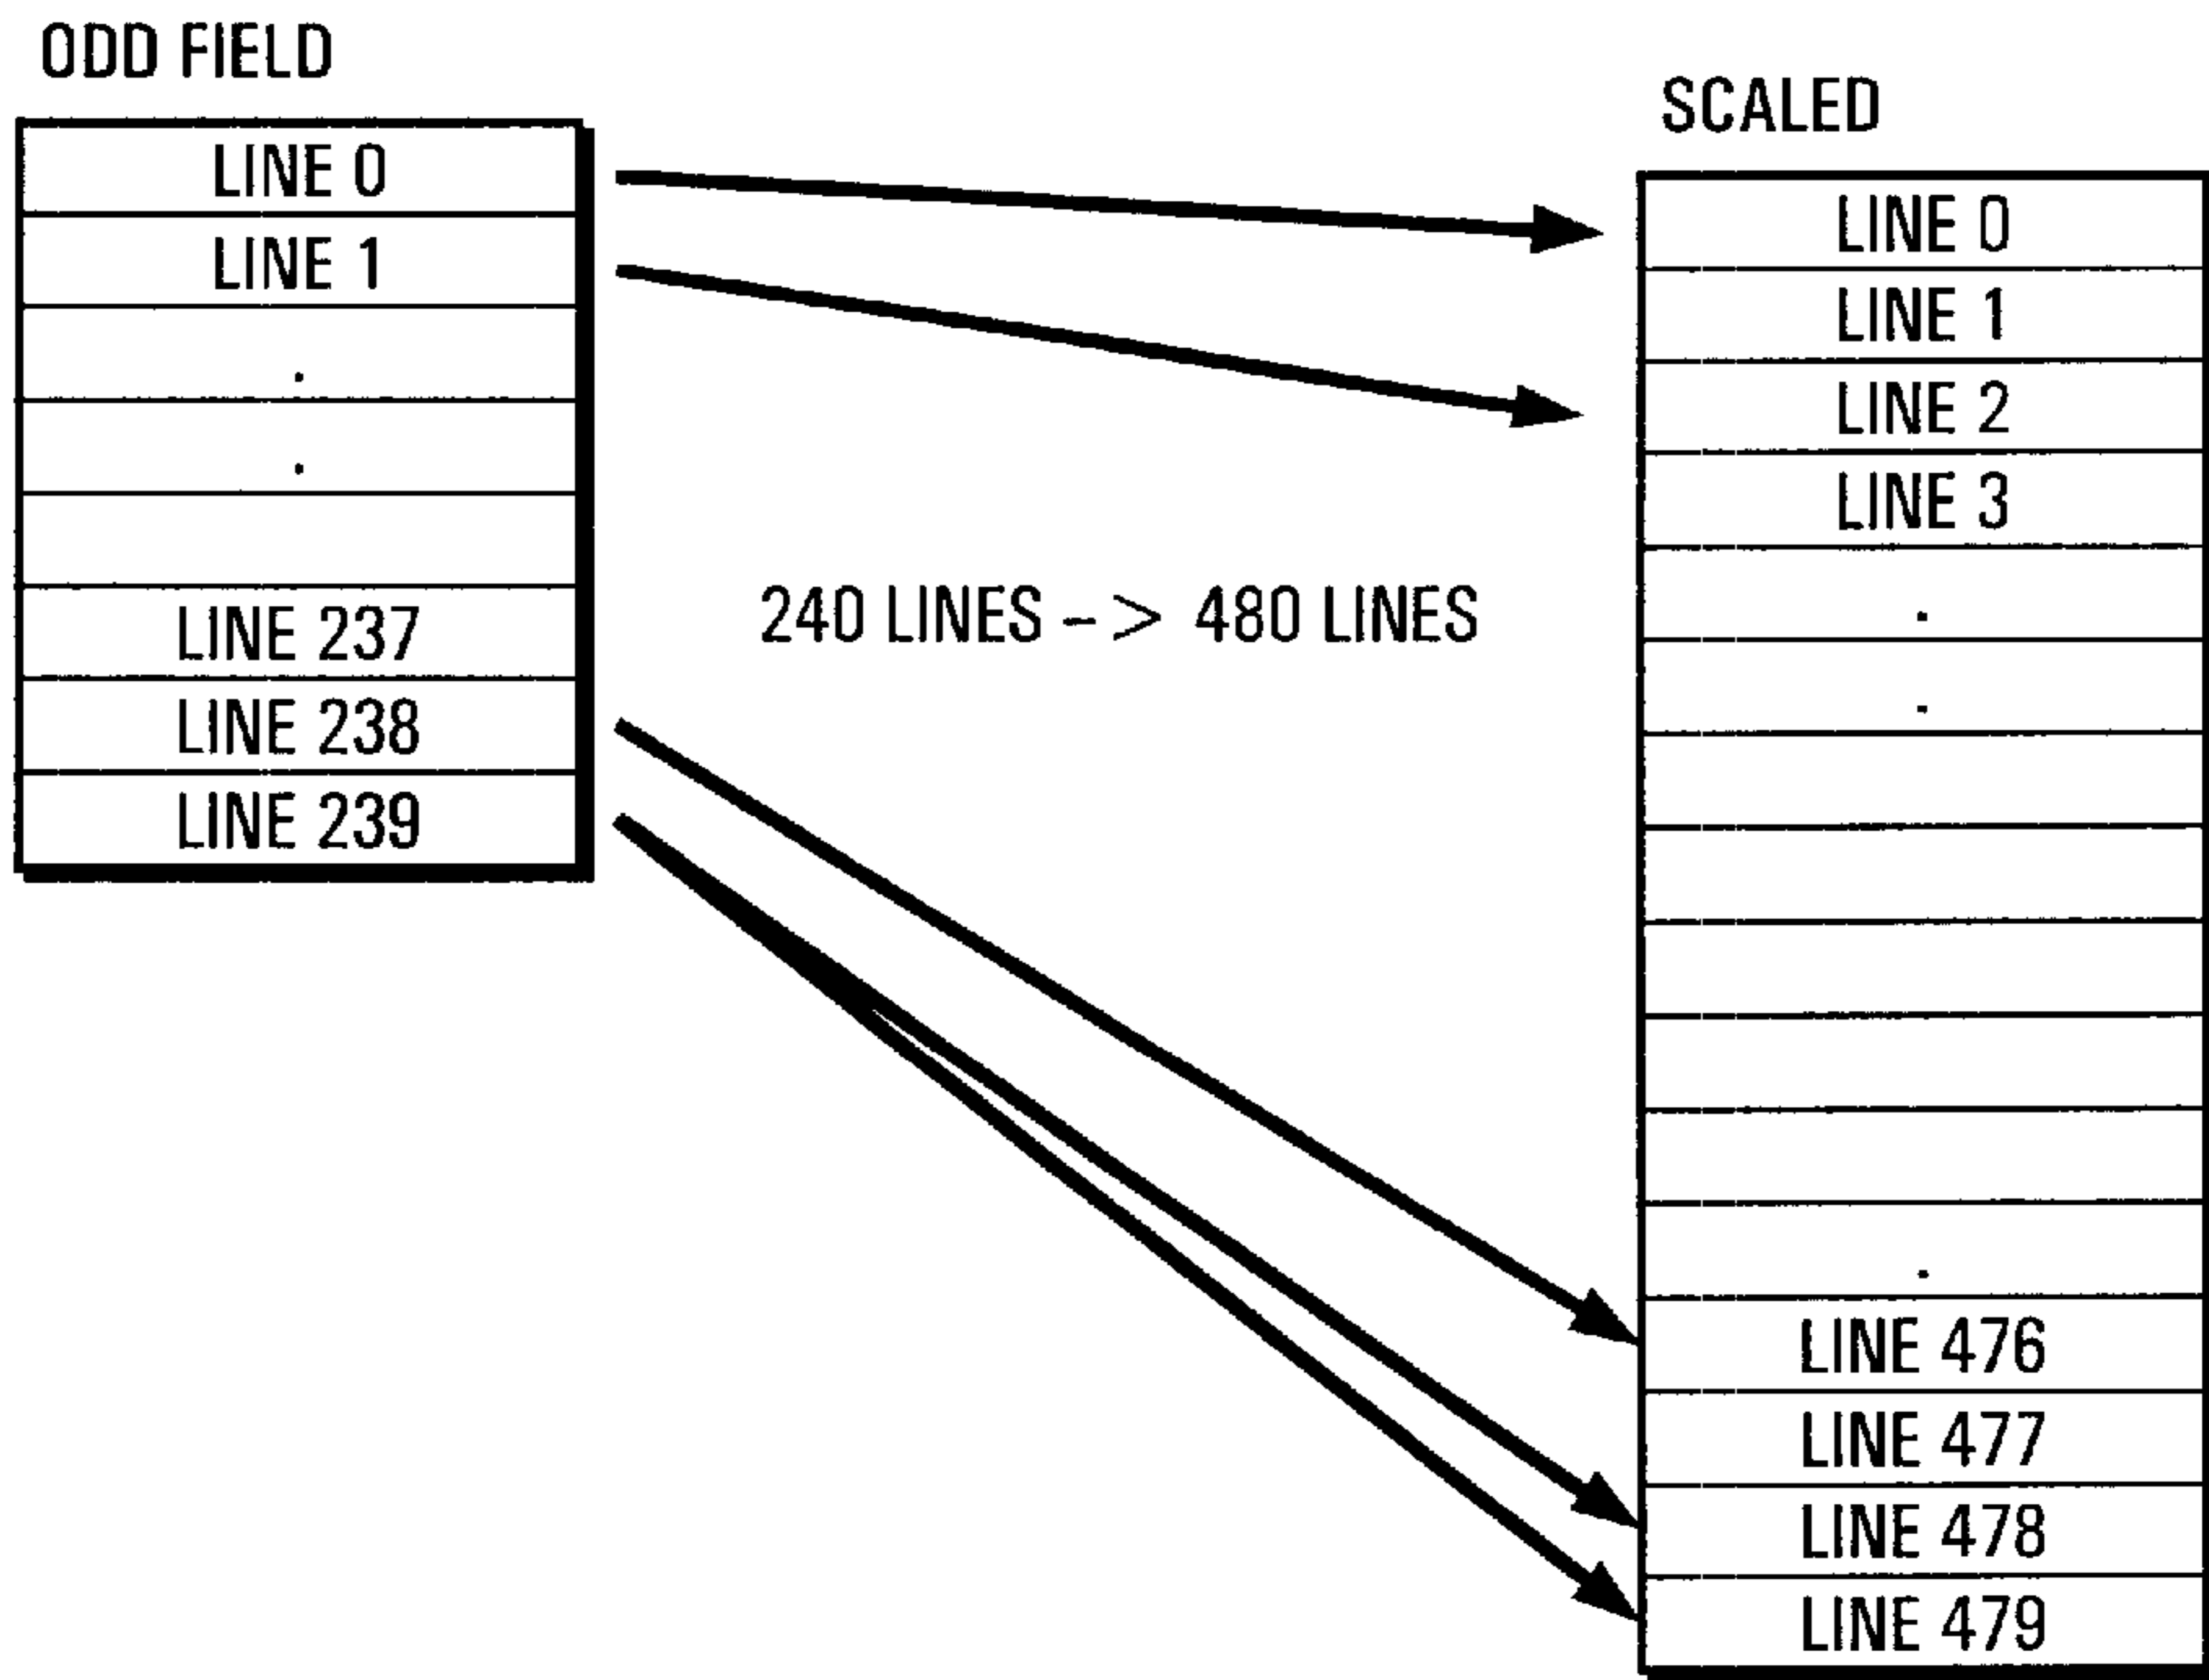 ODD FIELD
LINE 0
LINE 1
.
.
LINE 237
LINE 238
LINE 239
240 LINES -> 480 LINES
SCALED
LINE 0
LINE 1
LINE 2
LINE 3
.
.
.
LINE 476
LINE 477
LINE 478
LINE 479